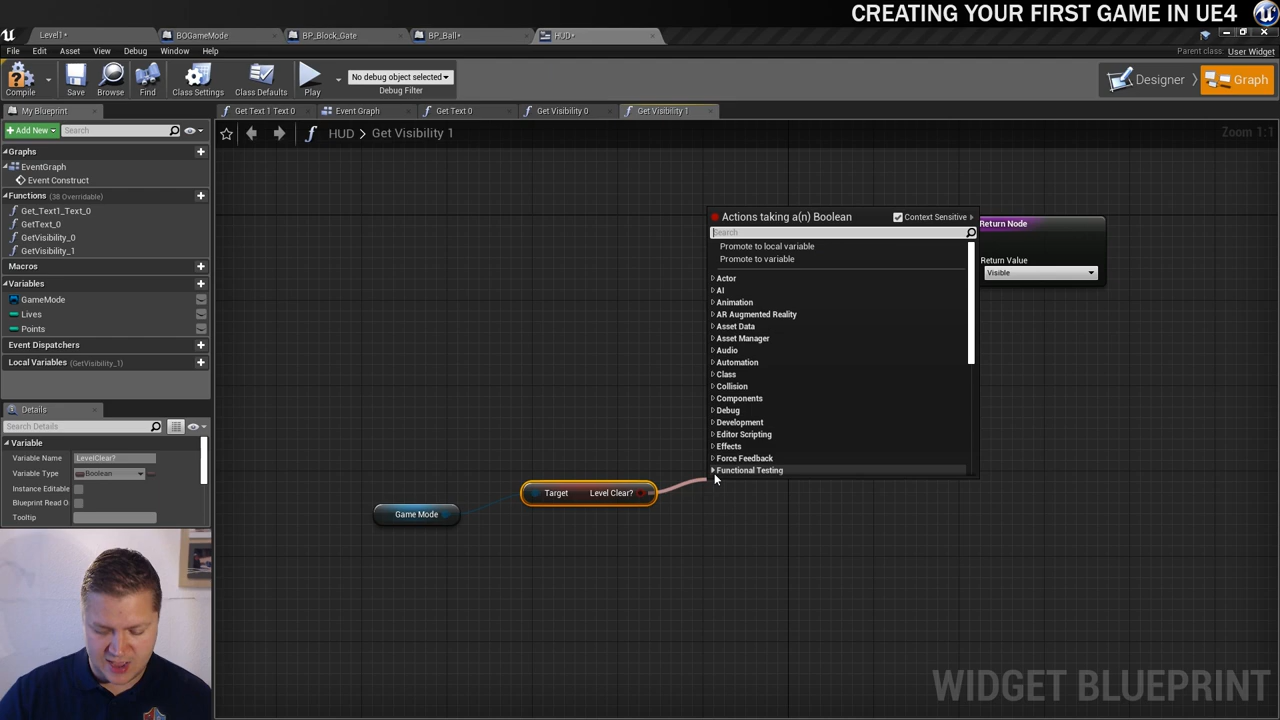 CREATING YOUR FIRST GAME IN UE4
Level1*
BOGameMode
BP_Block_Gate
BP_Ball*
HUD*
File
Edit
Asset
View
Debug
Window
Help
Parent class: User Widget
Compile
Save
Browse
Find
Class Settings
Class Defaults
Play
No debug object selected
Debug Filter
Designer
Graph
My Blueprint
Get Text 1 Text 0
Event Graph
Get Text 0
Get Visibility 0
Get Visibility 1
+Add New
Search
HUD > Get Visibility 1
Zoom 1:1
Graphs
EventGraph
Event Construct
Functions (38 Overridable)
Get_Text1_Text_0
GetText_0
GetVisibility_0
GetVisibility_1
Macros
Variables
GameMode
Lives
Points
Event Dispatchers
Local Variables (GetVisibility_1)
Details
Search Details
Variable
Variable Name
LevelClear?
Variable Type
Boolean
Instance Editable
Blueprint Read O
Tooltip
Actions taking a(n) Boolean
Context Sensitive
Search
Promote to local variable
Promote to variable
Actor
AI
Animation
AR Augmented Reality
Asset Data
Asset Manager
Audio
Automation
Class
Collision
Components
Debug
Development
Editor Scripting
Effects
Force Feedback
Functional Testing
Return Node
Return Value
Visible
Target
Level Clear?
Game Mode
WIDGET BLUEPRINT